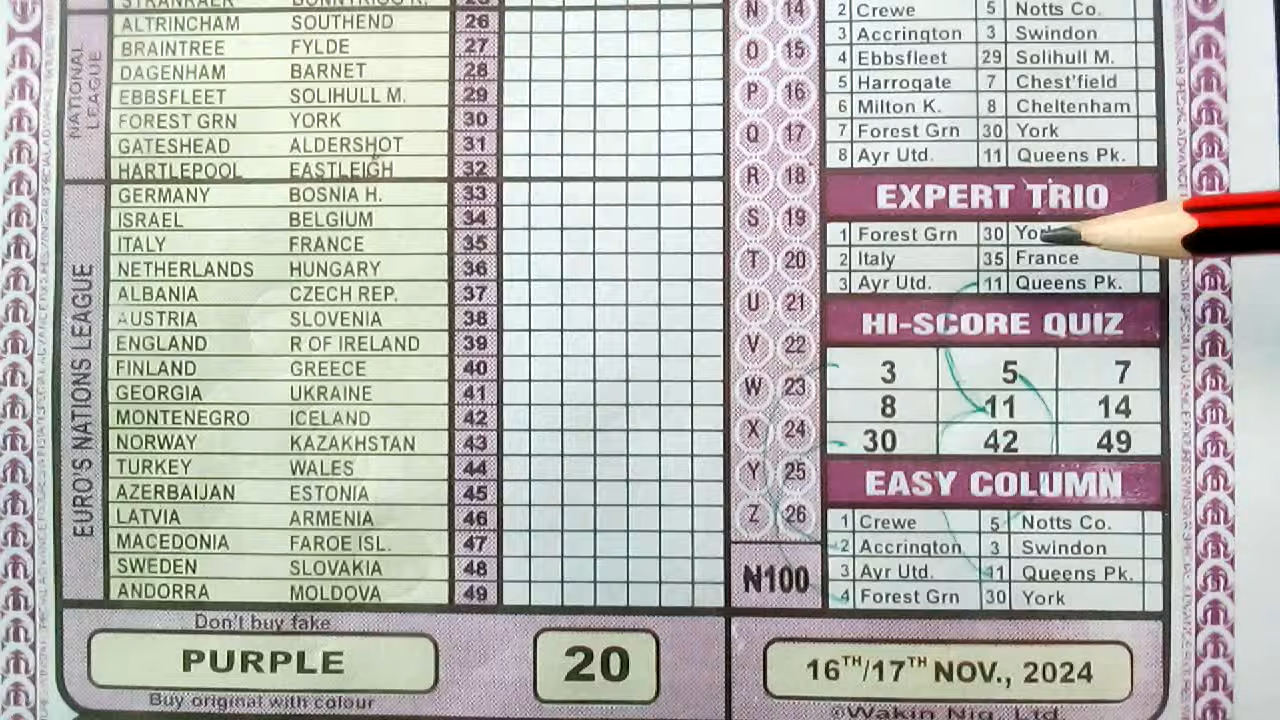 STRANRAER BONNYRIGG R. 25
NATIONAL LEAGUE
ALTRINCHAM SOUTHEND 26
BRAINTREE FYLDE 27
DAGENHAM BARNET 28
EBBSFLEET SOLIHULL M. 29
FOREST GRN YORK 30
GATESHEAD ALDERSHOT 31
HARTLEPOOL EASTLEIGH 32
EURO'S NATIONS LEAGUE
GERMANY BOSNIA H. 33
ISRAEL BELGIUM 34
ITALY FRANCE 35
NETHERLANDS HUNGARY 36
ALBANIA CZECH REP. 37
AUSTRIA SLOVENIA 38
ENGLAND R OF IRELAND 39
FINLAND GREECE 40
GEORGIA UKRAINE 41
MONTENEGRO ICELAND 42
NORWAY KAZAKHSTAN 43
TURKEY WALES 44
AZERBAIJAN ESTONIA 45
LATVIA ARMENIA 46
MACEDONIA FAROE ISL. 47
SWEDEN SLOVAKIA 48
ANDORRA MOLDOVA 49
N 14
O 15
P 16
Q 17
R 18
S 19
T 20
U 21
V 22
W 23
X 24
Y 25
Z 26
₦100
2 Crewe 5 Notts Co.
3 Accrington 3 Swindon
4 Ebbsfleet 29 Solihull M.
5 Harrogate 7 Chest'field
6 Milton K. 8 Cheltenham
7 Forest Grn 30 York
8 Ayr Utd. 11 Queens Pk.
EXPERT TRIO
1 Forest Grn 30
2 Italy 35 France
3 Ayr Utd. 11 Queens Pk.
HI-SCORE QUIZ
3 5 7
8 11 14
30 42 49
EASY COLUMN
1 Crewe 5 Notts Co.
2 Accrington 3 Swindon
3 Ayr Utd. 11 Queens Pk.
4 Forest Grn 30 York
Don't buy fake
PURPLE
Buy original with colour
20
16TH/17TH NOV., 2024
©Wakin Nig. Ltd.